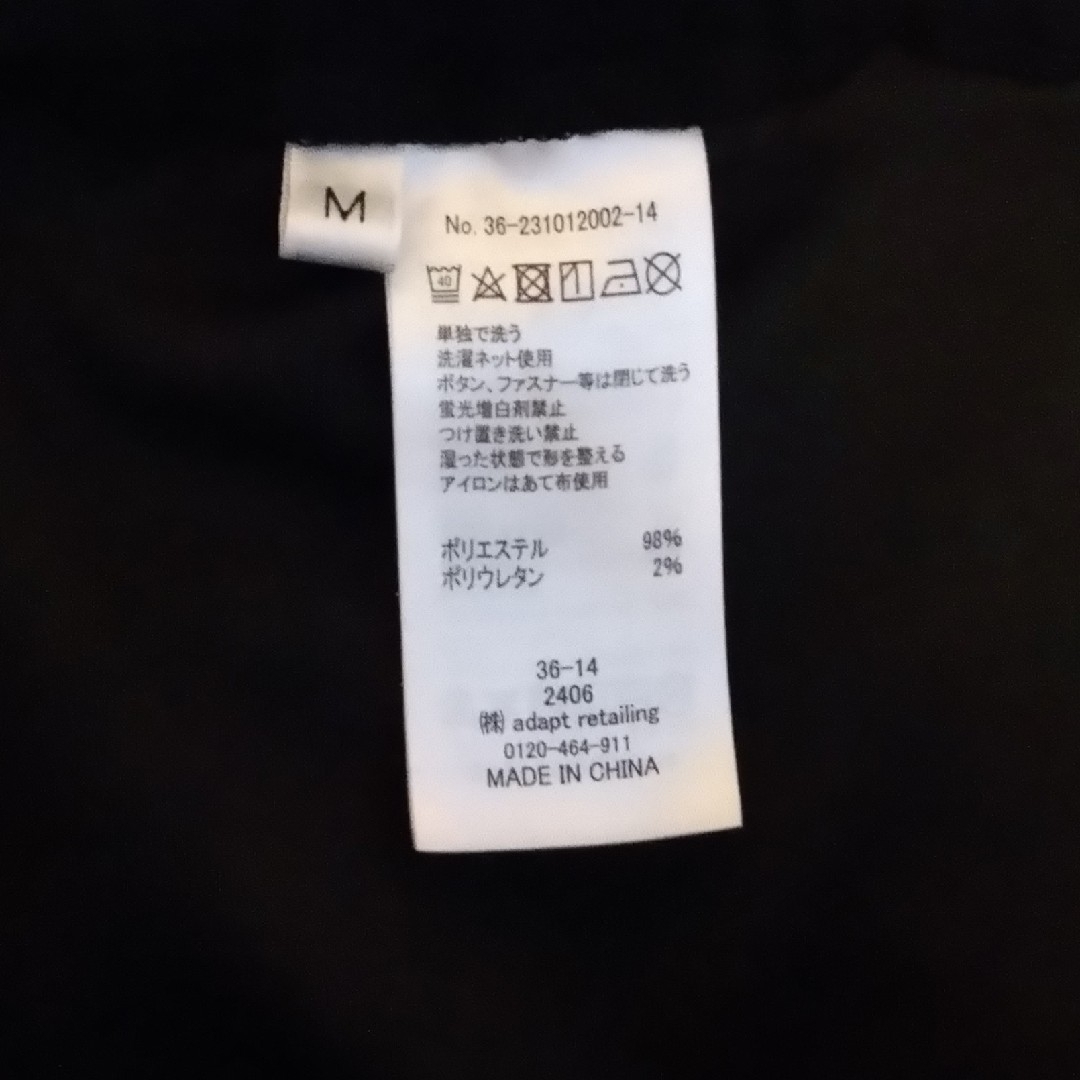 M
No. 36-231012002-14
40
単独で洗う
洗濯ネット使用
ボタン、ファスナー等は閉じて洗う
蛍光増白剤禁止
つけ置き洗い禁止
湿った状態で形を整える
アイロンはあて布使用
ポリエステル 98%
ポリウレタン 2%
36-14
2406
㈱ adapt retailing
0120-464-911
MADE IN CHINA